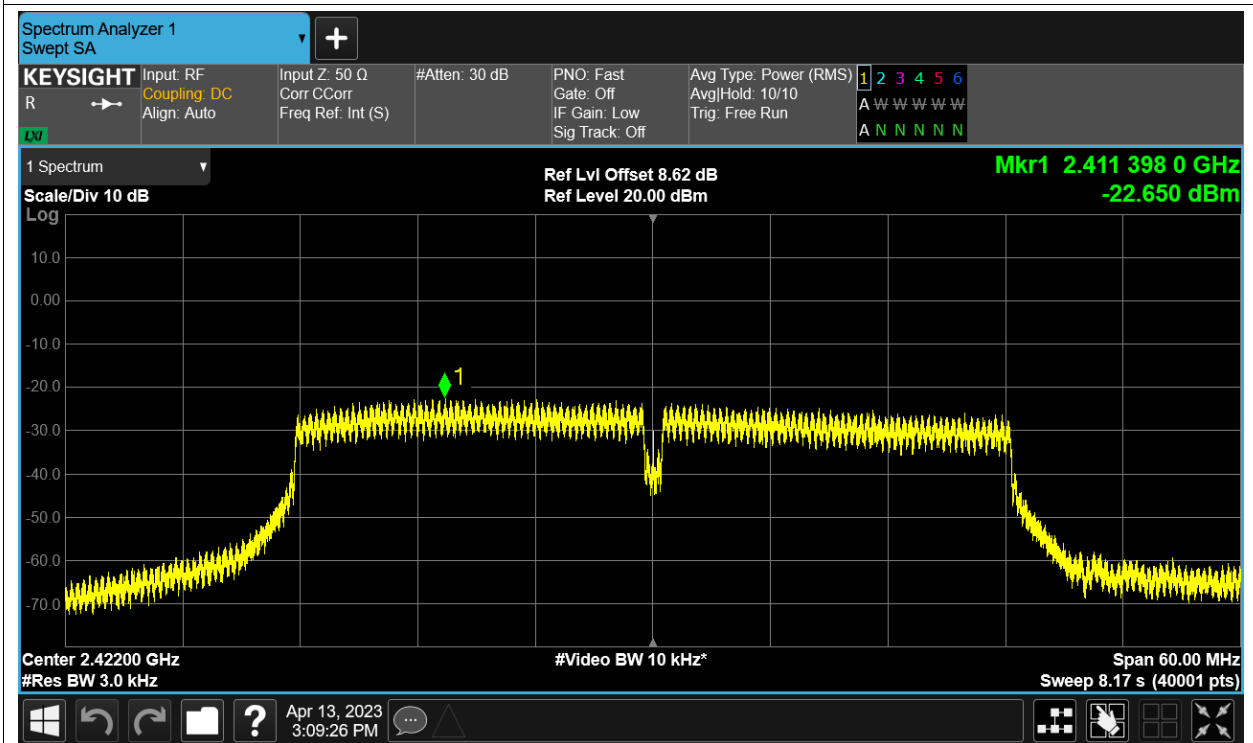 Spectrum Analyzer 1
Swept SA
+
KEYSIGHT
R
LXI
Input: RF
Coupling: DC
Align: Auto
Input Z: 50 Ω
Corr CCorr
Freq Ref: Int (S)
#Atten: 30 dB
PNO: Fast
Gate: Off
IF Gain: Low
Sig Track: Off
Avg Type: Power (RMS)
Avg|Hold: 10/10
Trig: Free Run
1 2 3 4 5 6
A W W W W W
A N N N N N
1 Spectrum
Scale/Div 10 dB
Log
Ref Lvl Offset 8.62 dB
Ref Level 20.00 dBm
Mkr1 2.411 398 0 GHz
-22.650 dBm
10.0
0.00
-10.0
-20.0
-30.0
-40.0
-50.0
-60.0
-70.0
1
Center 2.42200 GHz
#Res BW 3.0 kHz
#Video BW 10 kHz*
Span 60.00 MHz
Sweep 8.17 s (40001 pts)
?
Apr 13, 2023
3:09:26 PM